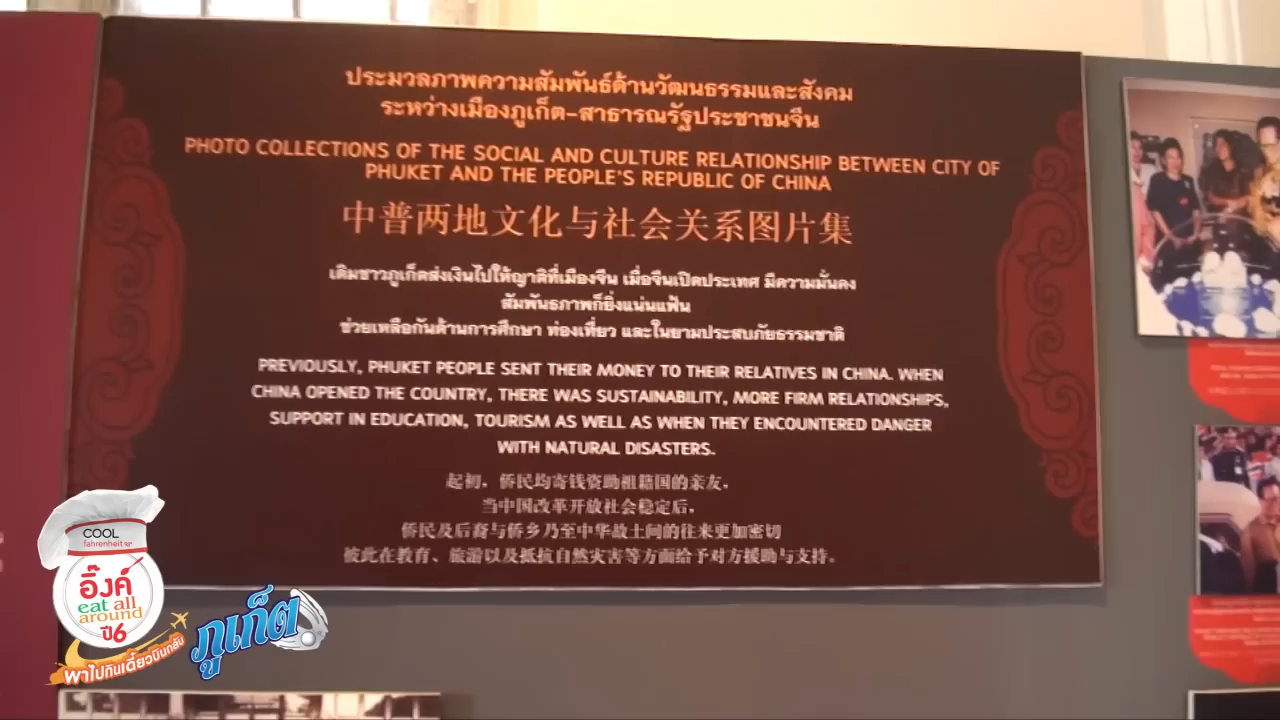 ประมวลภาพความสัมพันธ์ด้านวัฒนธรรมและสังคม
ระหว่างเมืองภูเก็ต-สาธารณรัฐประชาชนจีน
PHOTO COLLECTIONS OF THE SOCIAL AND CULTURE RELATIONSHIP BETWEEN CITY OF
PHUKET AND THE PEOPLE'S REPUBLIC OF CHINA
中普两地文化与社会关系图片集
เดิมชาวภูเก็ตส่งเงินไปให้ญาติที่เมืองจีน เมื่อจีนเปิดประเทศ มีความมั่นคง
สัมพันธภาพก็ยิ่งแน่นแฟ้น
ช่วยเหลือกันด้านการศึกษา ท่องเที่ยว และในยามประสบภัยธรรมชาติ
PREVIOUSLY, PHUKET PEOPLE SENT THEIR MONEY TO THEIR RELATIVES IN CHINA. WHEN
CHINA OPENED THE COUNTRY, THERE WAS SUSTAINABILITY, MORE FIRM RELATIONSHIPS,
SUPPORT IN EDUCATION, TOURISM AS WELL AS WHEN THEY ENCOUNTERED DANGER
WITH NATURAL DISASTERS.
起初，侨民均寄钱资助祖籍国的亲友，
当中国改革开放社会稳定后，
侨民及后裔与侨乡乃至中华故土间的往来更加密切
彼此在教育、旅游以及抵抗自然灾害等方面给予对方援助与支持。
COOL
fahrenheit
อิ๊งค์
eat all
around
ปี6
พาไปกินเดี๋ยวบินกลับ
ภูเก็ต